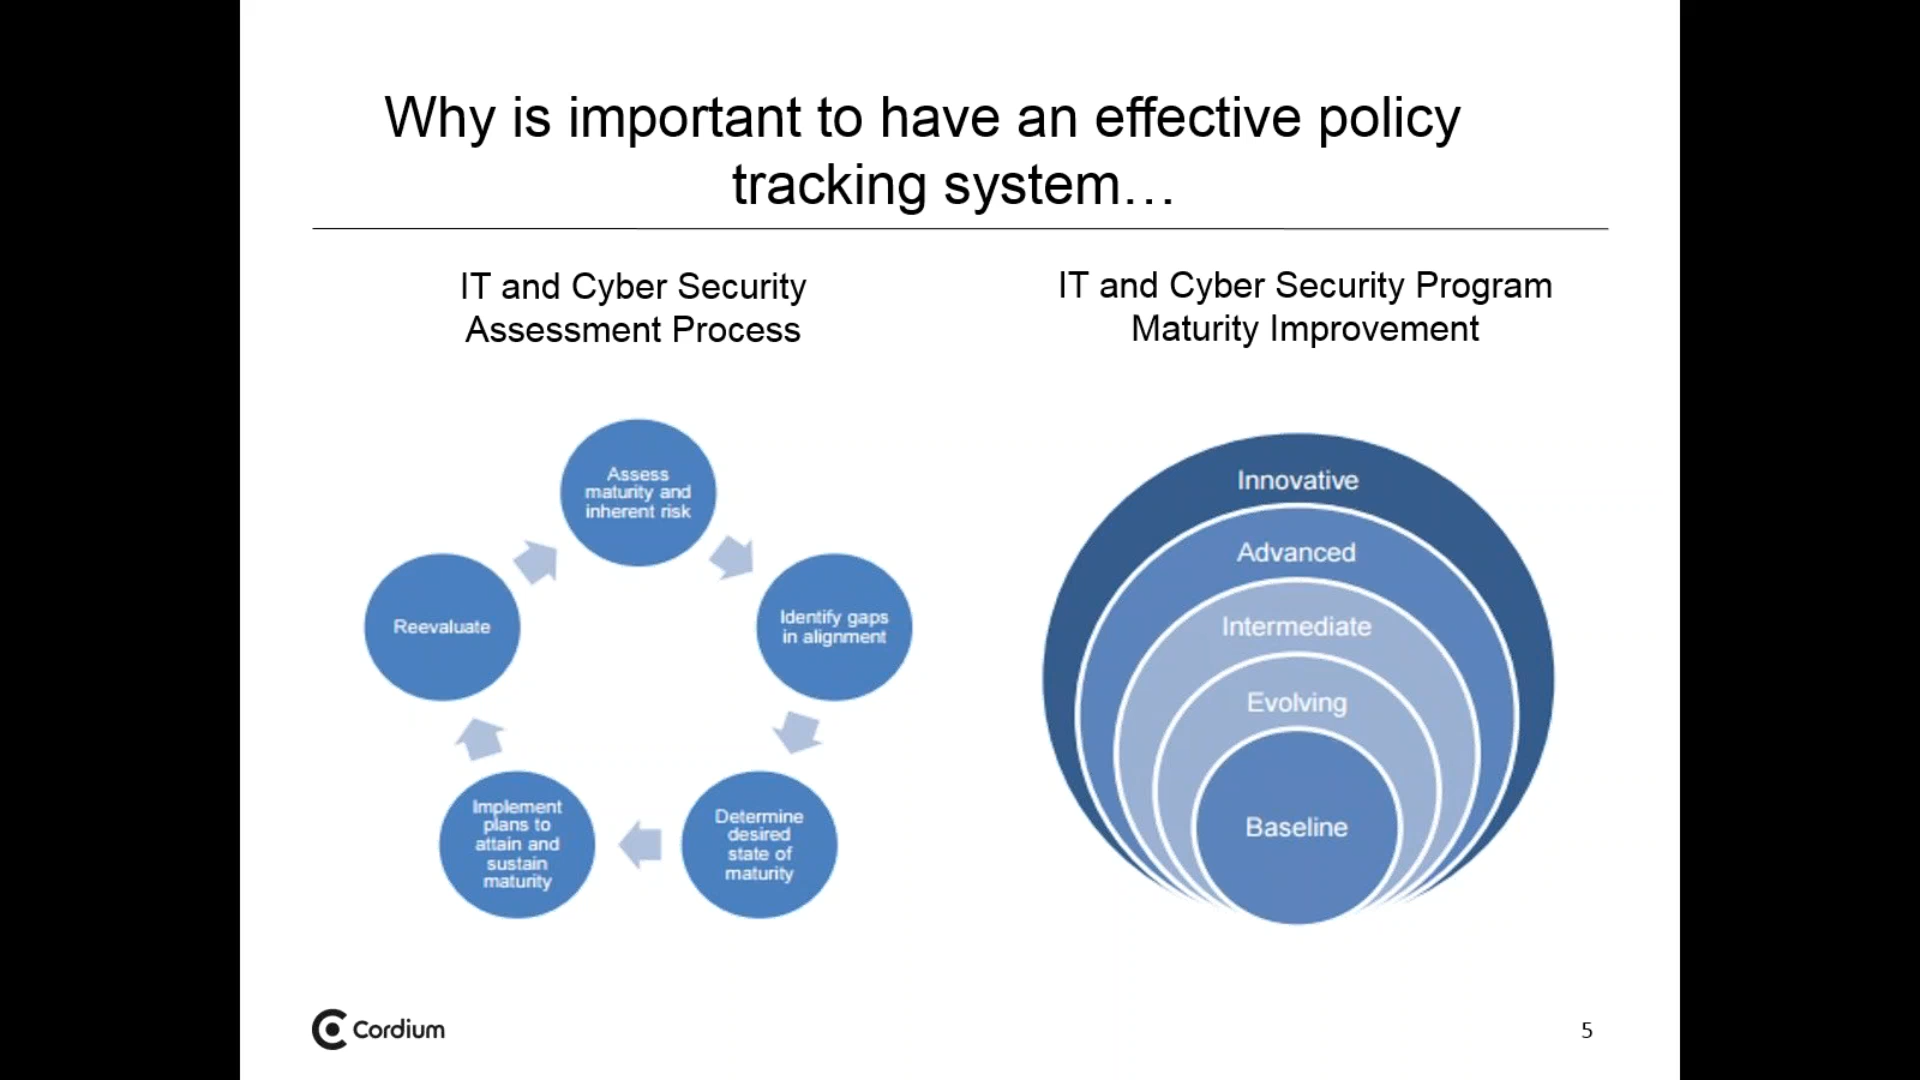 Why is important to have an effective policy
tracking system…
IT and Cyber Security
Assessment Process
Assess
maturity and
inherent risk
Identify gaps
in alignment
Determine
desired
state of
maturity
Implement
plans to
attain and
sustain
maturity
Reevaluate
IT and Cyber Security Program
Maturity Improvement
Innovative
Advanced
Intermediate
Evolving
Baseline
Cordium
5